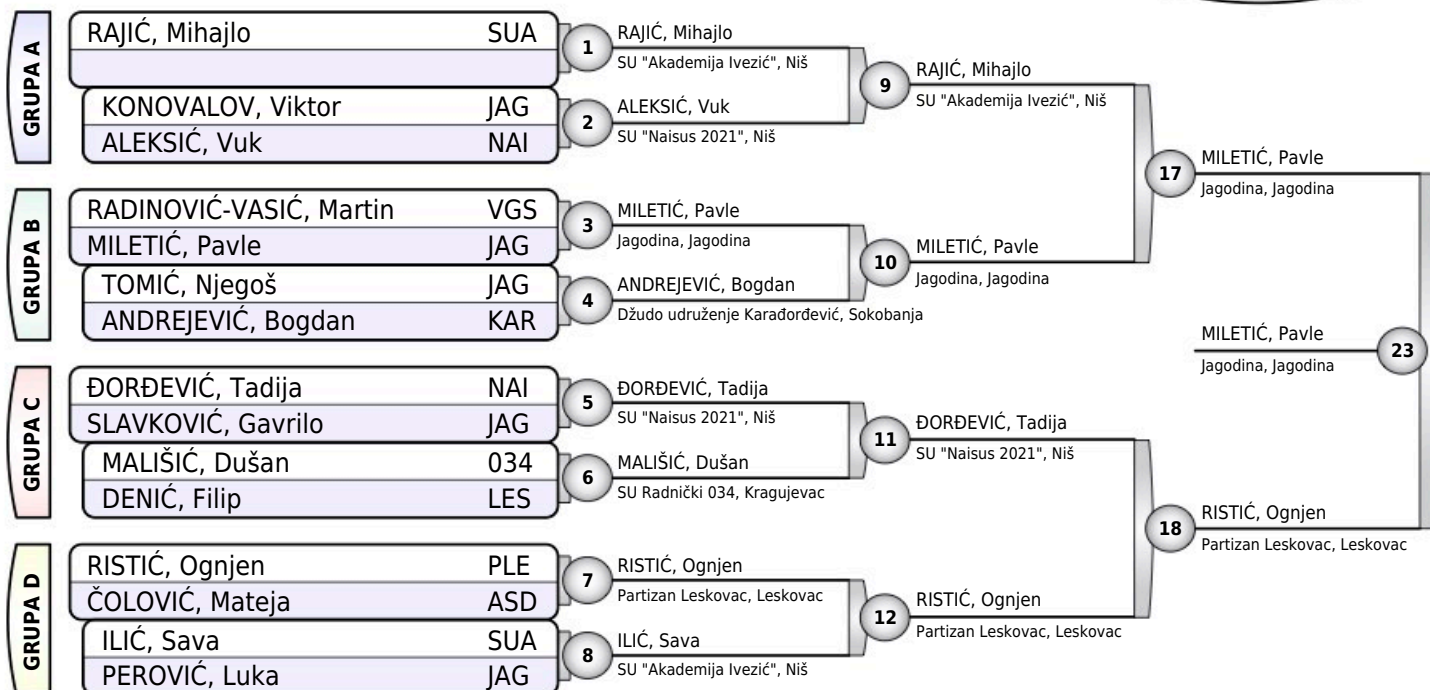 GRUPA A
RAJIĆ, Mihajlo SUA
KONOVALOV, Viktor JAG
ALEKSIĆ, Vuk NAI
GRUPA B
RADINOVIĆ-VASIĆ, Martin VGS
MILETIĆ, Pavle JAG
TOMIĆ, Njegoš JAG
ANDREJEVIĆ, Bogdan KAR
GRUPA C
ĐORĐEVIĆ, Tadija NAI
SLAVKOVIĆ, Gavrilo JAG
MALIŠIĆ, Dušan 034
DENIĆ, Filip LES
GRUPA D
RISTIĆ, Ognjen PLE
ČOLOVIĆ, Mateja ASD
ILIĆ, Sava SUA
PEROVIĆ, Luka JAG
1
RAJIĆ, Mihajlo
SU "Akademija Ivezić", Niš
2
ALEKSIĆ, Vuk
SU "Naisus 2021", Niš
3
MILETIĆ, Pavle
Jagodina, Jagodina
4
ANDREJEVIĆ, Bogdan
Džudo udruženje Karađorđević, Sokobanja
5
ĐORĐEVIĆ, Tadija
SU "Naisus 2021", Niš
6
MALIŠIĆ, Dušan
SU Radnički 034, Kragujevac
7
RISTIĆ, Ognjen
Partizan Leskovac, Leskovac
8
ILIĆ, Sava
SU "Akademija Ivezić", Niš
9
RAJIĆ, Mihajlo
SU "Akademija Ivezić", Niš
10
MILETIĆ, Pavle
Jagodina, Jagodina
11
ĐORĐEVIĆ, Tadija
SU "Naisus 2021", Niš
12
RISTIĆ, Ognjen
Partizan Leskovac, Leskovac
17
MILETIĆ, Pavle
Jagodina, Jagodina
18
RISTIĆ, Ognjen
Partizan Leskovac, Leskovac
MILETIĆ, Pavle
Jagodina, Jagodina
23